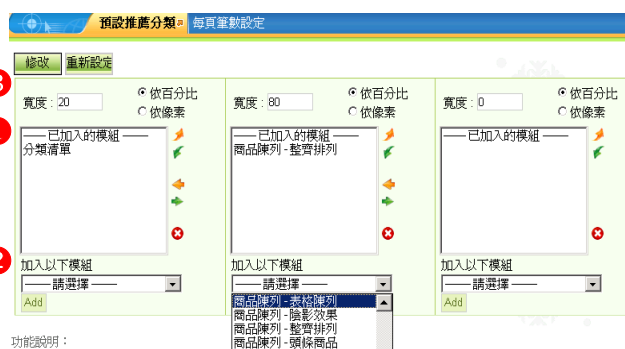 預設推薦分類 每頁筆數設定
修改 重新設定
3
寬度：20 依百分比 依像素
寬度：80 依百分比 依像素
寬度：0 依百分比 依像素
1
—— 已加入的模組 ——
分類清單
—— 已加入的模組 ——
商品陳列 - 整齊排列
—— 已加入的模組 ——
2
加入以下模組
—— 請選擇 ——
Add
加入以下模組
—— 請選擇 ——
商品陳列 - 表格陳列
商品陳列 - 陰影效果
商品陳列 - 整齊排列
商品陳列 - 頭條商品
加入以下模組
—— 請選擇 ——
Add
功能說明：